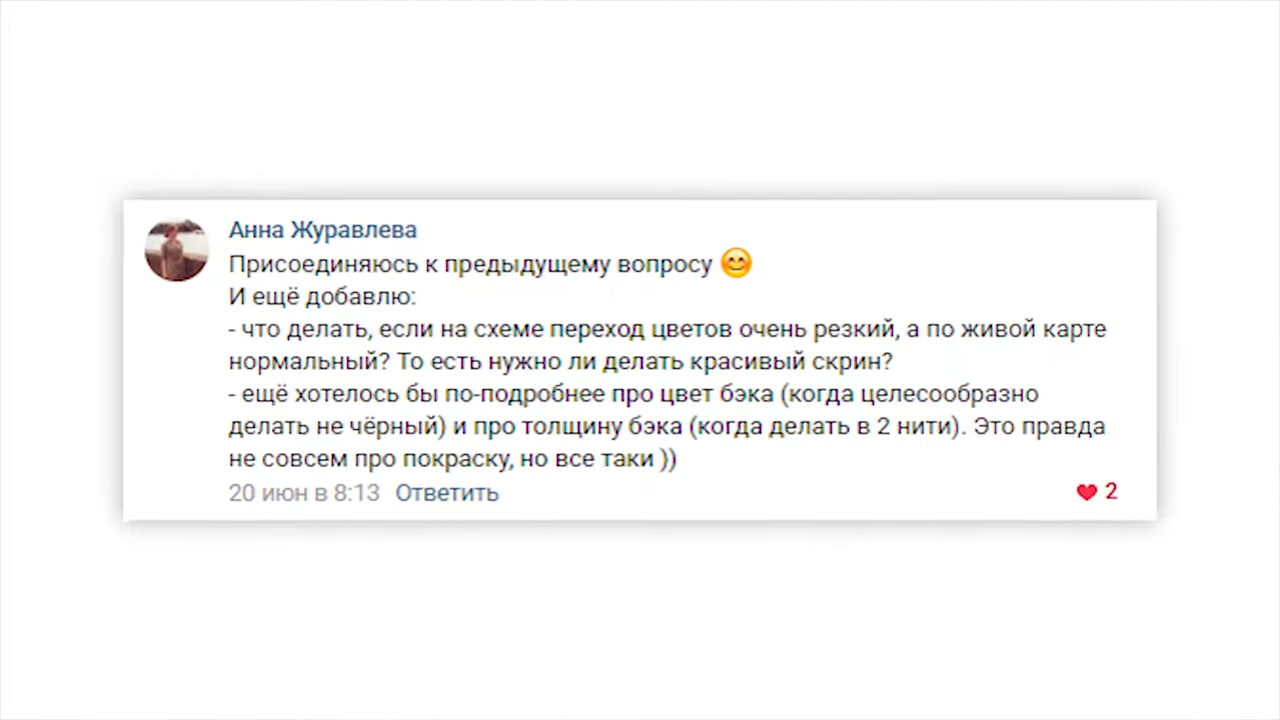 Анна Журавлева
Присоединяюсь к предыдущему вопросу 😊
И ещё добавлю:
- что делать, если на схеме переход цветов очень резкий, а по живой карте
нормальный? То есть нужно ли делать красивый скрин?
- ещё хотелось бы по-подробнее про цвет бэка (когда целесообразно
делать не чёрный) и про толщину бэка (когда делать в 2 нити). Это правда
не совсем про покраску, но все таки ))
20 июн в 8:13 Ответить 2